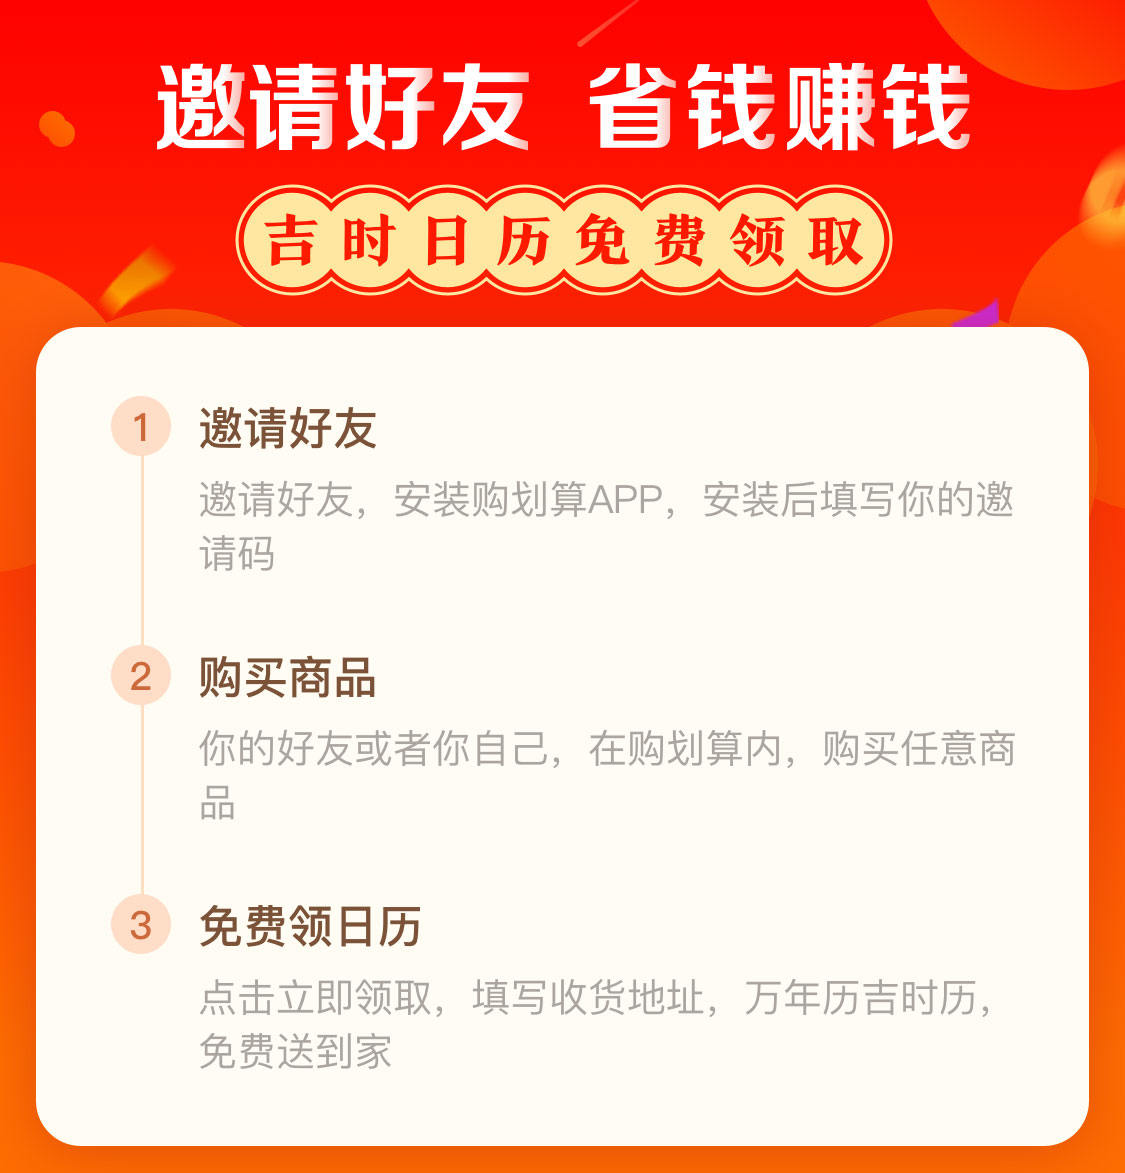 邀请好友 省钱赚钱
吉时日历免费领取
1 邀请好友
邀请好友，安装购划算APP，安装后填写你的邀
请码
2 购买商品
你的好友或者你自己，在购划算内，购买任意商
品
3 免费领日历
点击立即领取，填写收货地址，万年历吉时历，
免费送到家